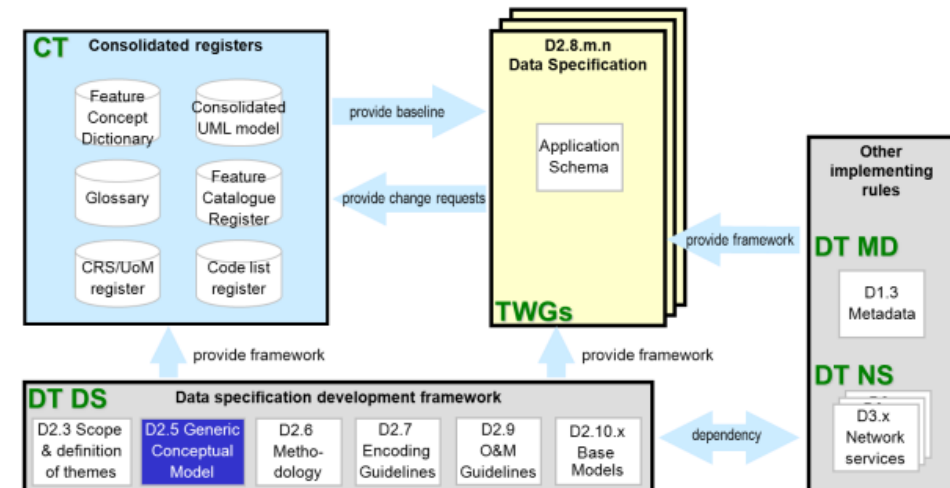 CT Consolidated registers
Feature
Concept
Dictionary
Consolidated
UML model
Glossary
Feature
Catalogue
Register
CRS/UoM
register
Code list
register
provide baseline
provide change requests
D2.8.m.n
Data Specification
Application
Schema
TWGs
provide framework
Other
implementing
rules
DT MD
D1.3
Metadata
DT NS
D3.x
Network
services
provide framework
provide framework
DT DS Data specification development framework
D2.3 Scope
& definition
of themes
D2.5 Generic
Conceptual
Model
D2.6
Metho-
dology
D2.7
Encoding
Guidelines
D2.9
O&M
Guidelines
D2.10.x
Base
Models
dependency